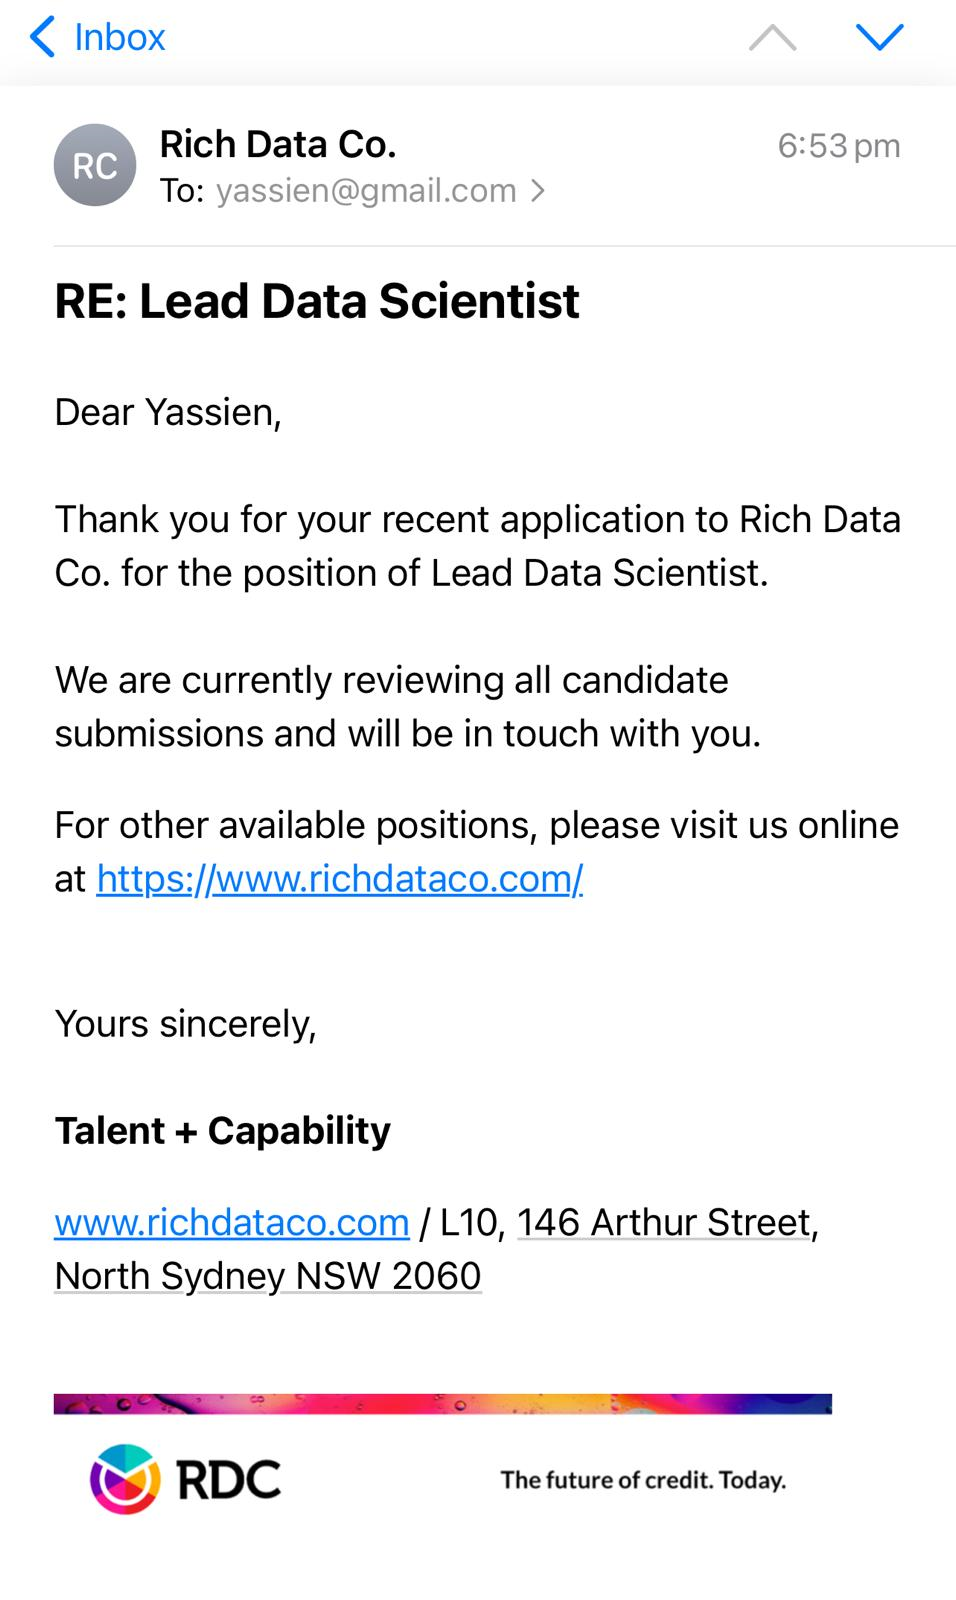 Inbox
RC
Rich Data Co.
6:53 pm
To: yassien@gmail.com
RE: Lead Data Scientist
Dear Yassien,
Thank you for your recent application to Rich Data
Co. for the position of Lead Data Scientist.
We are currently reviewing all candidate
submissions and will be in touch with you.
For other available positions, please visit us online
at https://www.richdataco.com/
Yours sincerely,
Talent + Capability
www.richdataco.com / L10, 146 Arthur Street,
North Sydney NSW 2060
RDC
The future of credit. Today.